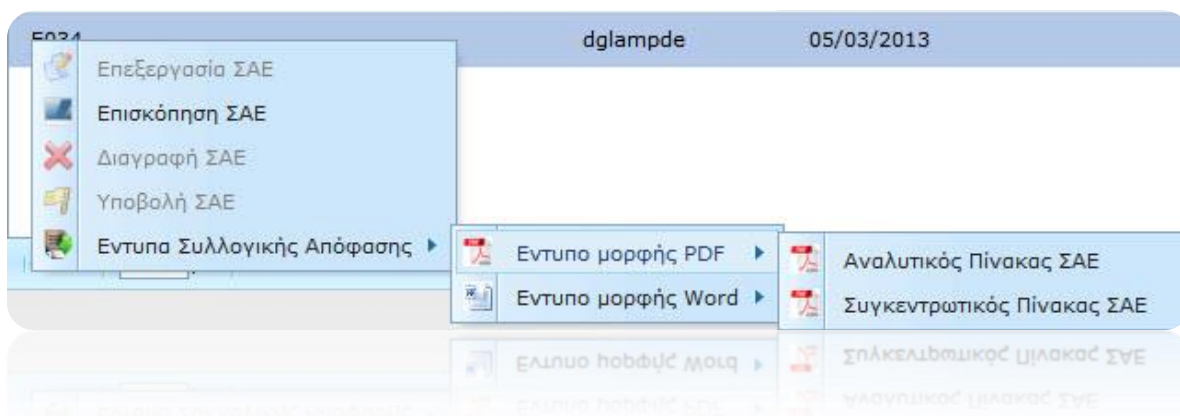 E034 dglampde 05/03/2013
Επεξεργασία ΣΑΕ
Επισκόπηση ΣΑΕ
Διαγραφή ΣΑΕ
Υποβολή ΣΑΕ
Εντυπα Συλλογικής Απόφασης
Εντυπο μορφής PDF
Εντυπο μορφής Word
Αναλυτικός Πίνακας ΣΑΕ
Συγκεντρωτικός Πίνακας ΣΑΕ